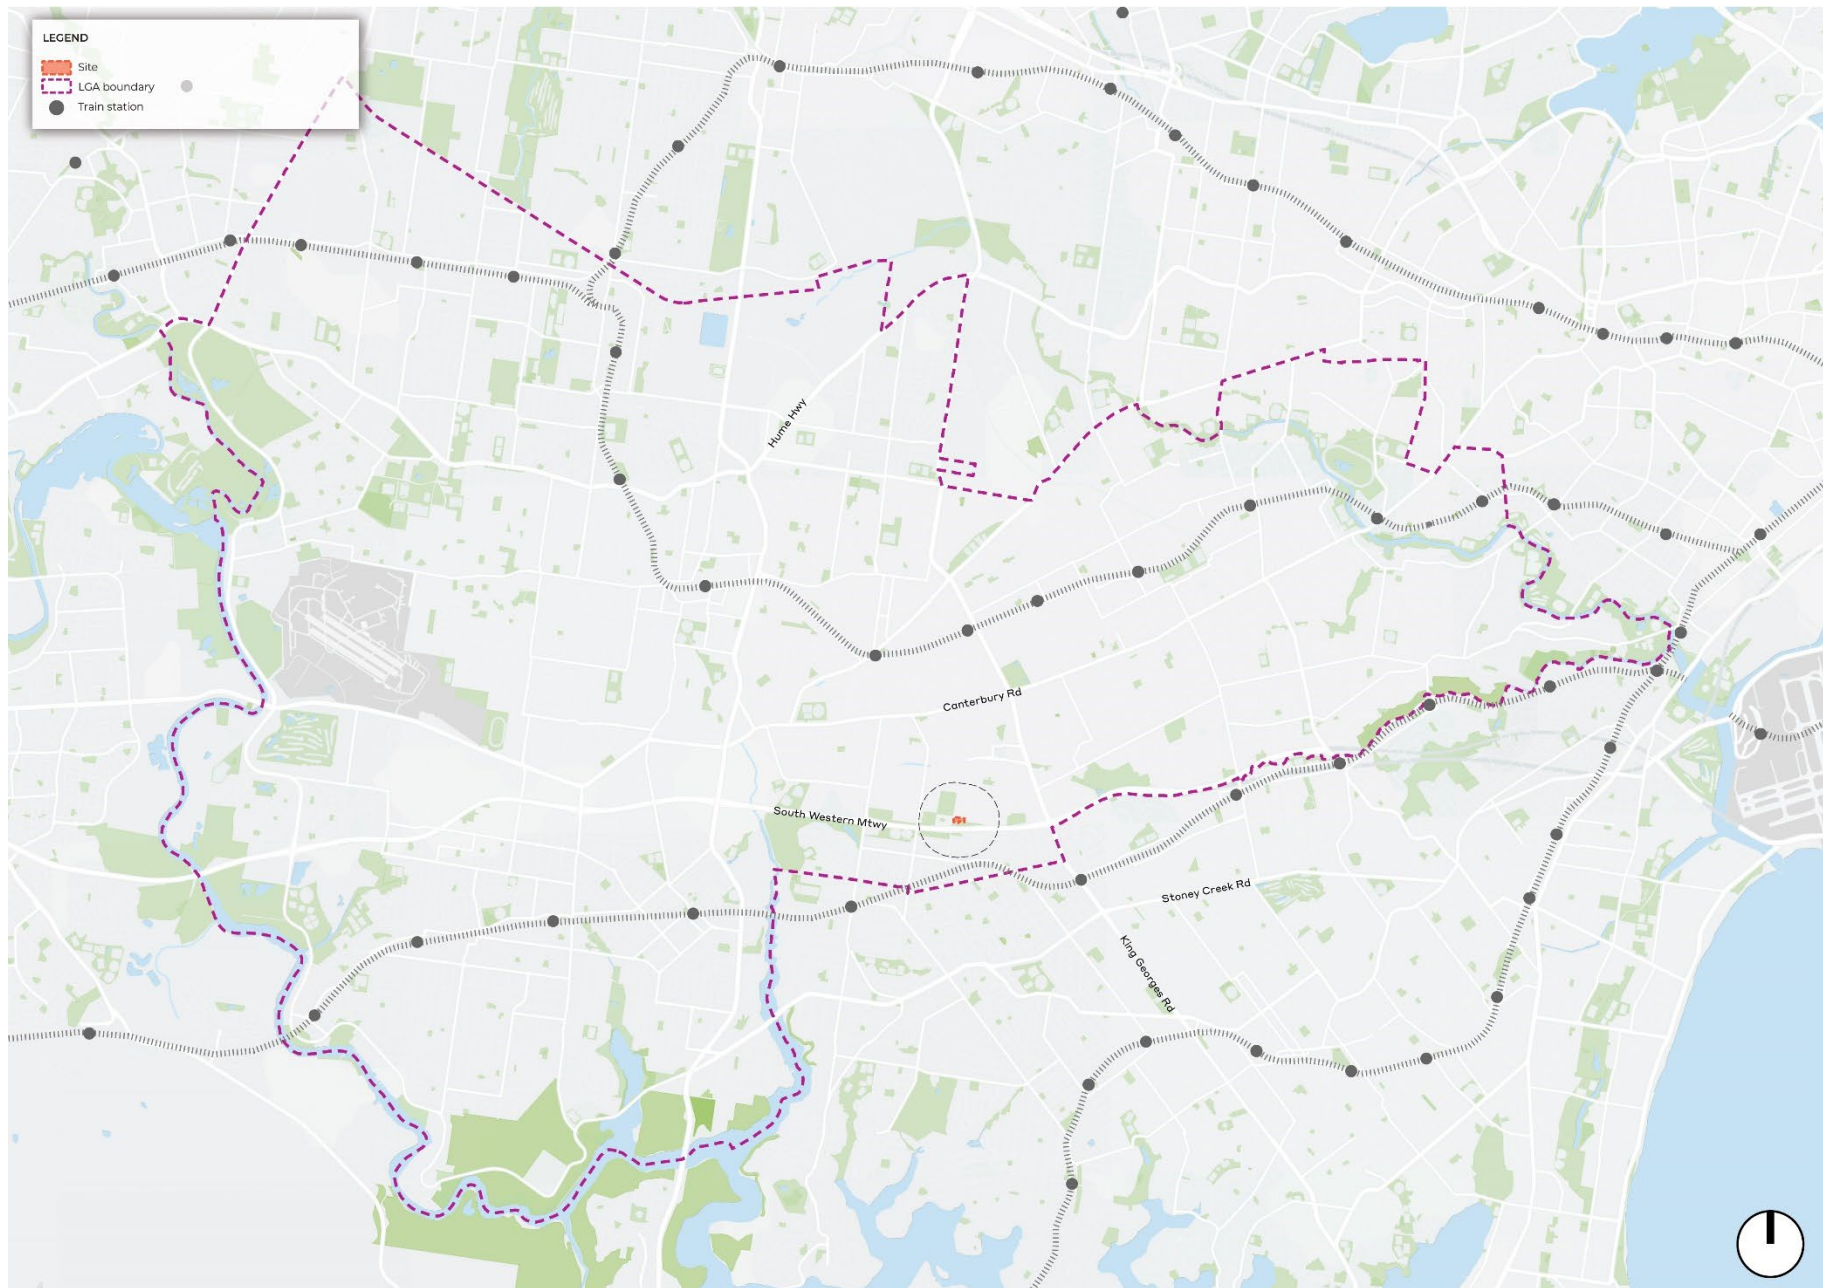 LEGEND
Site
LGA boundary
Train station
Hume Hwy
Canterbury Rd
South Western Mtwy
Stoney Creek Rd
King Georges Rd